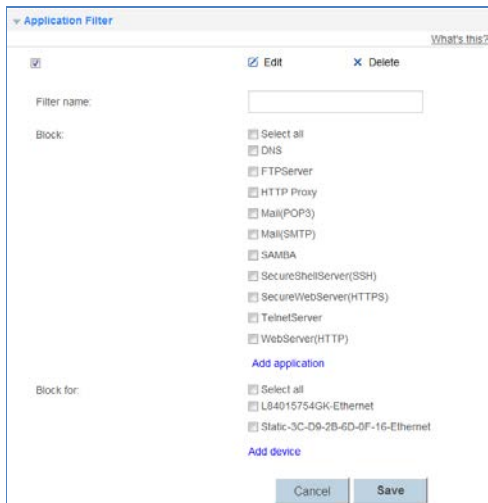 Application Filter
What's this?
Edit Delete
Filter name:
Block: Select all
DNS
FTPServer
HTTP Proxy
Mail(POP3)
Mail(SMTP)
SAMBA
SecureShellServer(SSH)
SecureWebServer(HTTPS)
TelnetServer
WebServer(HTTP)
Add application
Block for: Select all
L84015754GK-Ethernet
Static-3C-D9-2B-6D-0F-16-Ethernet
Add device
Cancel Save